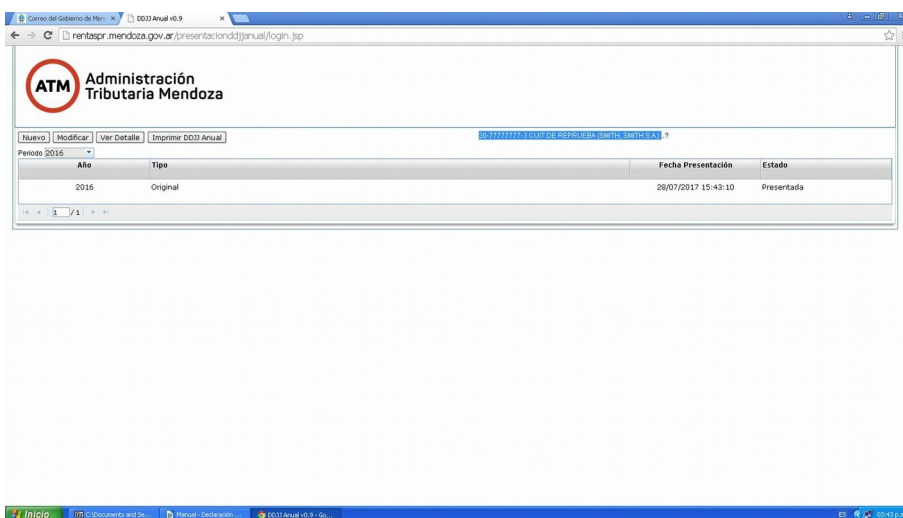 Correo del Gobierno de Men DDJJ Anual v0.9
rentaspr.mendoza.gov.ar/presentacionddjjanual/login.jsp
ATM Administración
Tributaria Mendoza
Nuevo Modificar Ver Detalle Imprimir DDJJ Anual 30-77777777-3 CUIT DE REPRUEBA (SMITH, SMITH S.A.) ..?
Periodo 2016
Año Tipo Fecha Presentación Estado
2016 Original 28/07/2017 15:43:10 Presentada
1 / 1
Inicio C:\Documents and Se... Manual - Declaración ... DDJJ Anual v0.9 - Go... ES 03:43 p.m.